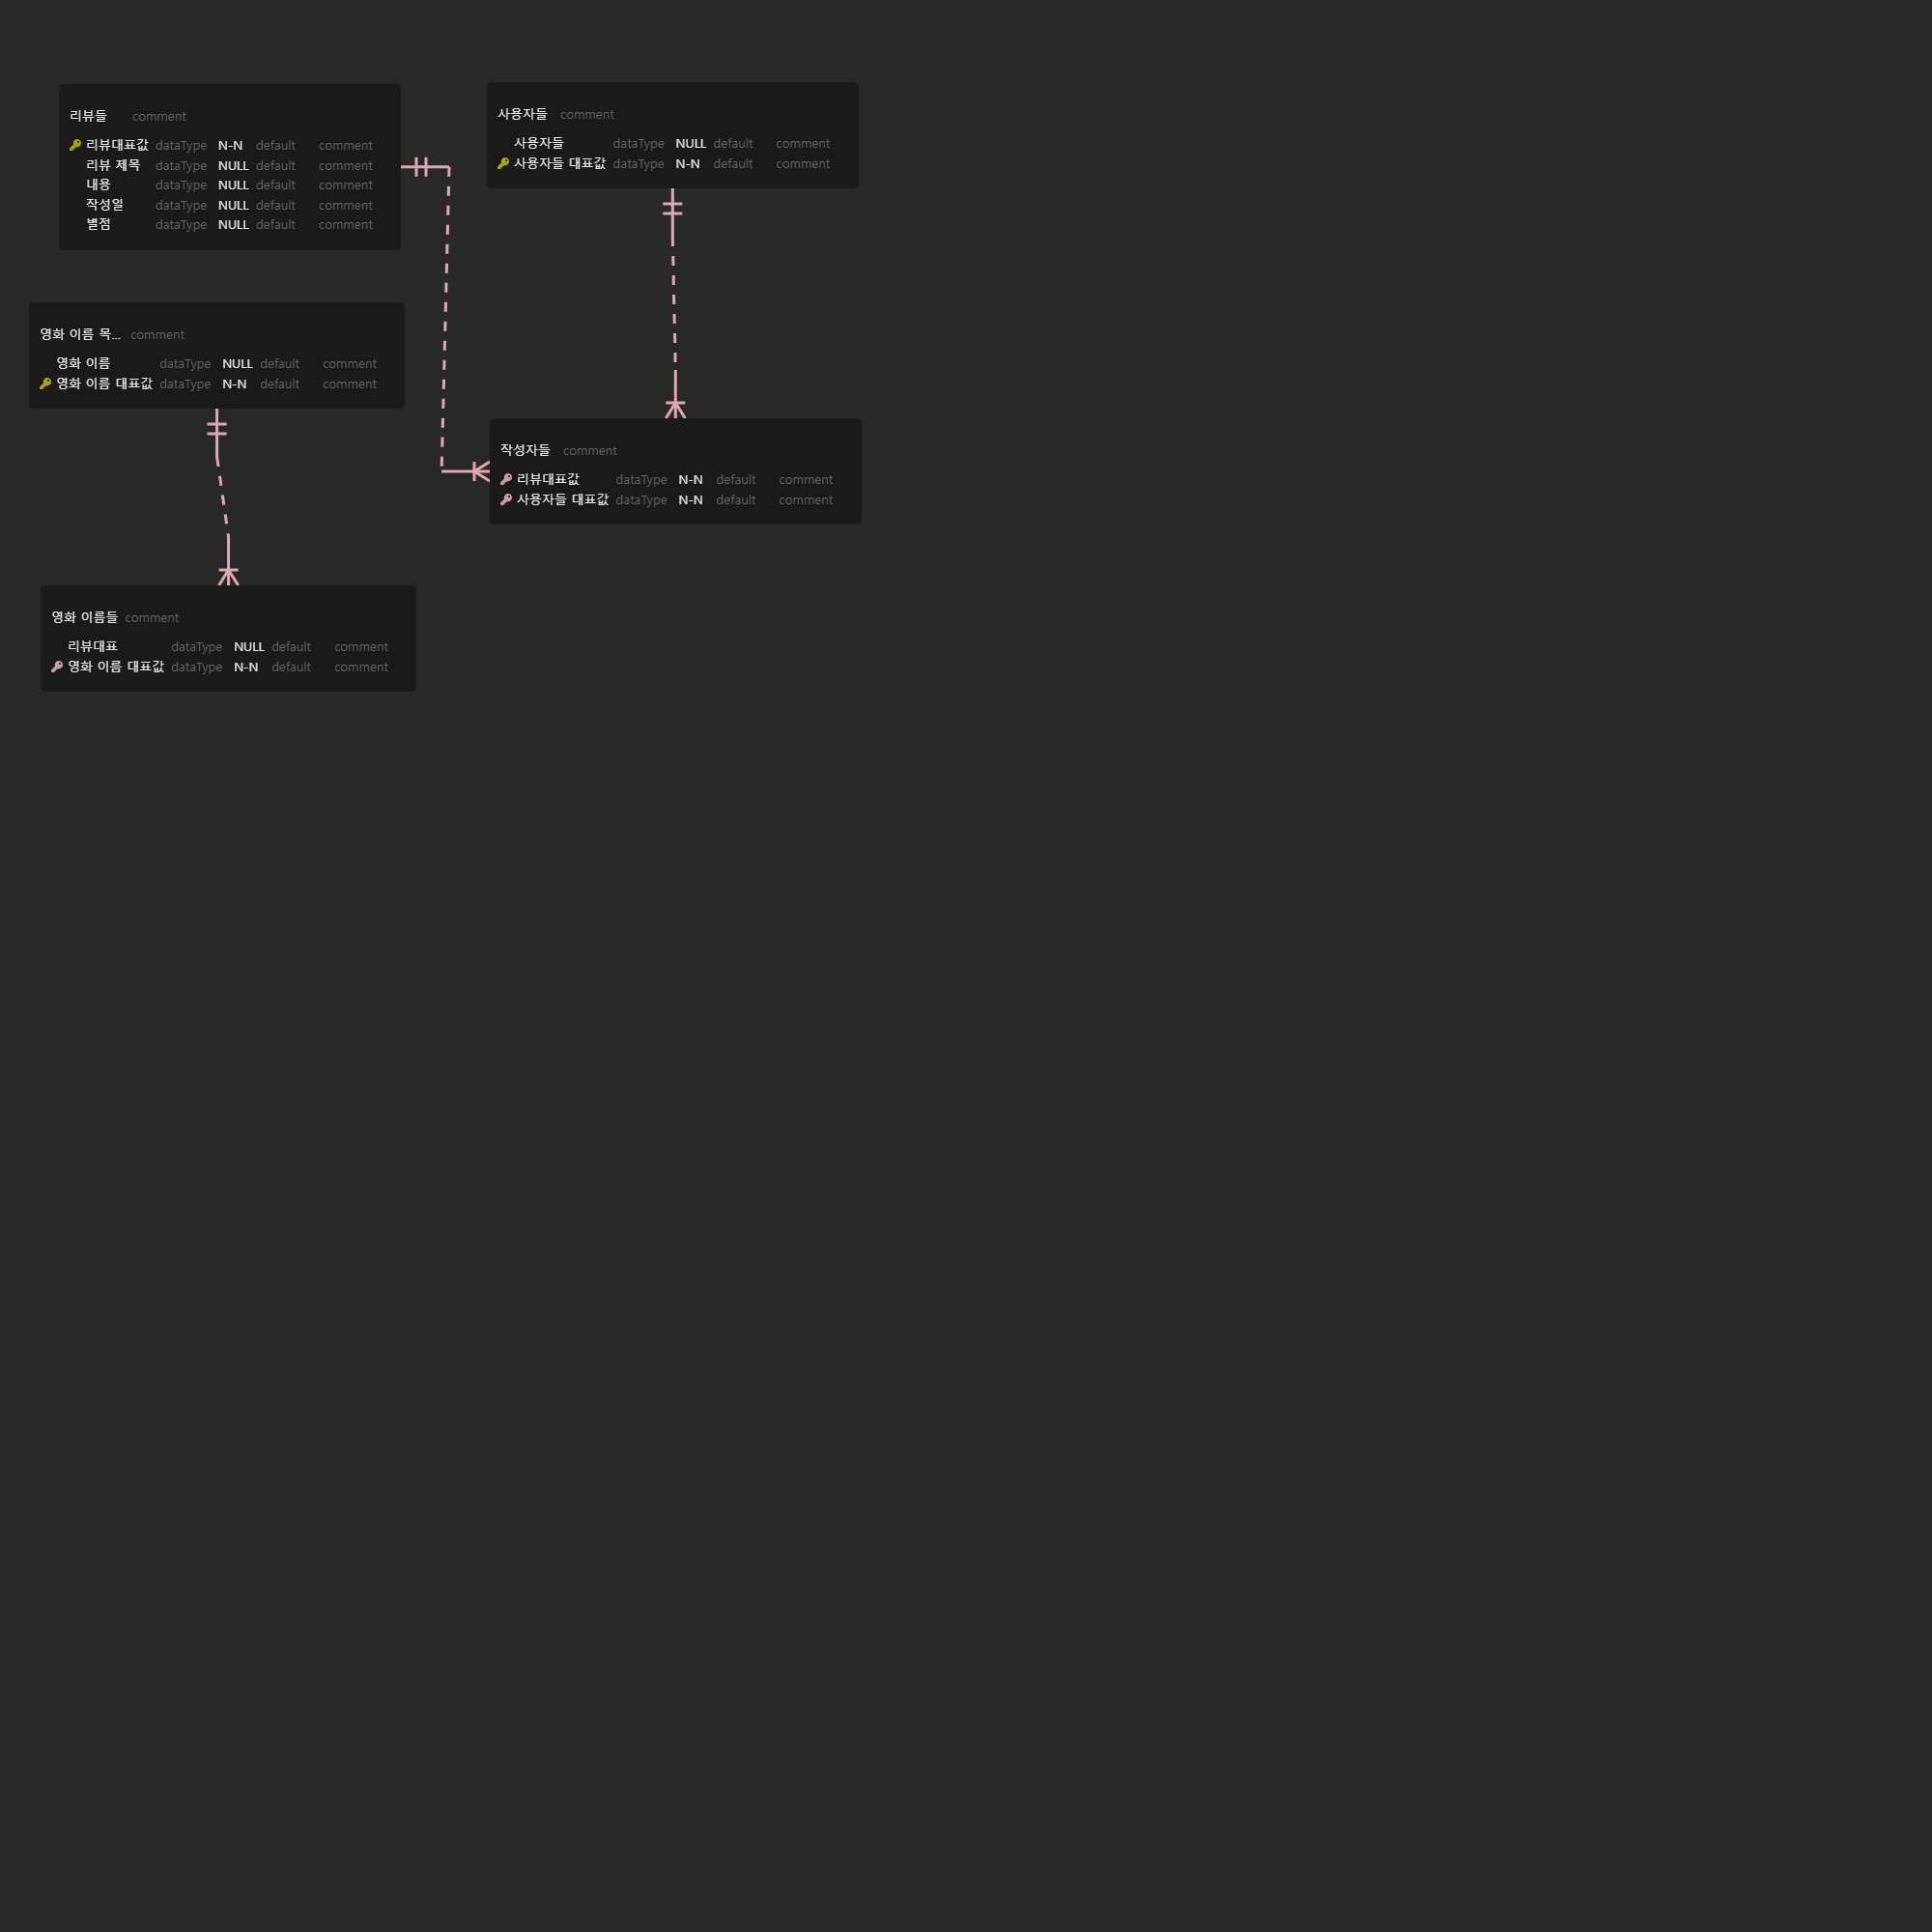 리뷰들 comment
리뷰대표값 dataType N-N default comment
리뷰 제목 dataType NULL default comment
내용 dataType NULL default comment
작성일 dataType NULL default comment
별점 dataType NULL default comment
사용자들 comment
사용자들 dataType NULL default comment
사용자들 대표값 dataType N-N default comment
영화 이름 목... comment
영화 이름 dataType NULL default comment
영화 이름 대표값 dataType N-N default comment
작성자들 comment
리뷰대표값 dataType N-N default comment
사용자들 대표값 dataType N-N default comment
영화 이름들 comment
리뷰대표 dataType NULL default comment
영화 이름 대표값 dataType N-N default comment